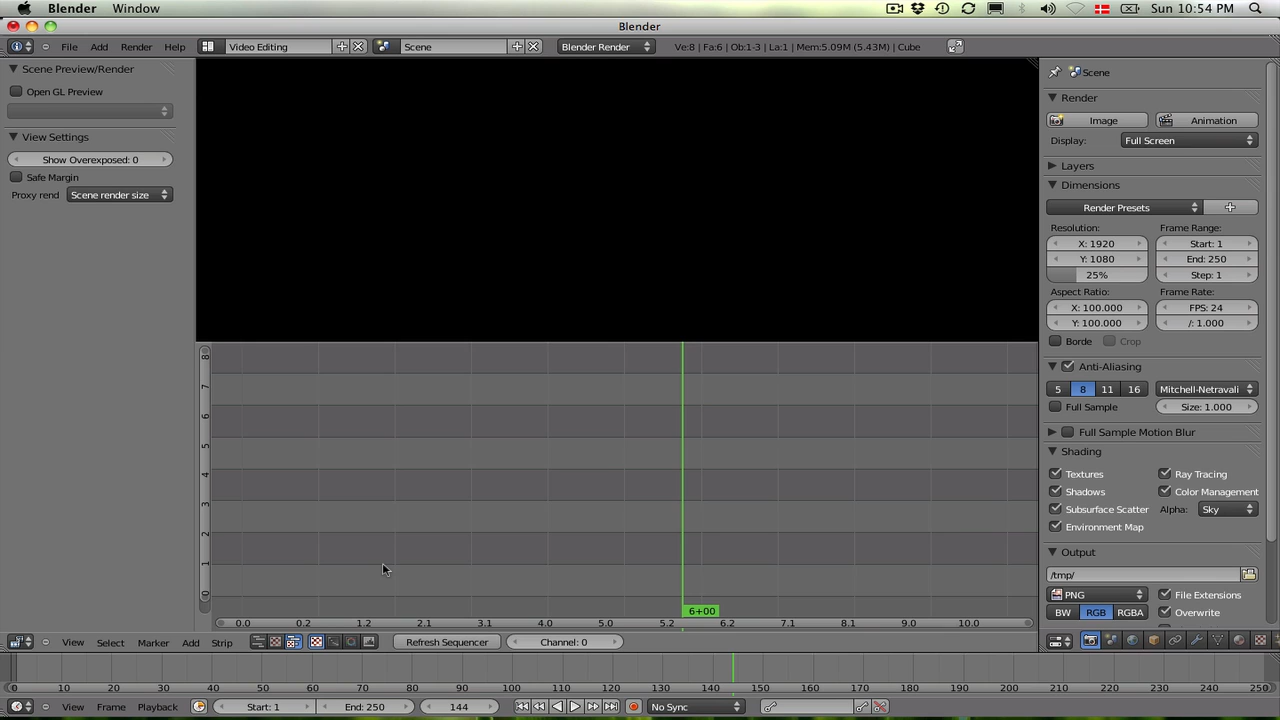 Blender Window Sun 10:54 PM
Blender
File Add Render Help Video Editing Scene Blender Render Ve:8 | Fa:6 | Ob:1-3 | La:1 | Mem:5.09M (5.43M) | Cube
Scene Preview/Render
Open GL Preview
View Settings
Show Overexposed: 0
Safe Margin
Proxy rend Scene render size
8
7
6
5
4
3
2
1
0
6+00
0.0 0.2 1.2 2.1 3.1 4.1 5.0 5.2 6.2 7.1 8.1 9.0 10.0
View Select Marker Add Strip Refresh Sequencer Channel: 0
0 10 20 30 40 50 60 70 80 90 100 110 120 130 140 150 160 170 180 190 200 210 220 230 240 250
View Frame Playback Start: 1 End: 250 144 No Sync
Scene
Render
Image Animation
Display: Full Screen
Layers
Dimensions
Render Presets
Resolution: Frame Range:
X: 1920 Start: 1
Y: 1080 End: 250
25% Step: 1
Aspect Ratio: Frame Rate:
X: 100.000 FPS: 24
Y: 100.000 /: 1.000
Borde Crop
Anti-Aliasing
5 8 11 16 Mitchell-Netravali
Full Sample Size: 1.000
Full Sample Motion Blur
Shading
Textures Ray Tracing
Shadows Color Management
Subsurface Scatter Alpha: Sky
Environment Map
Output
/tmp/
PNG File Extensions
BW RGB RGBA Overwrite